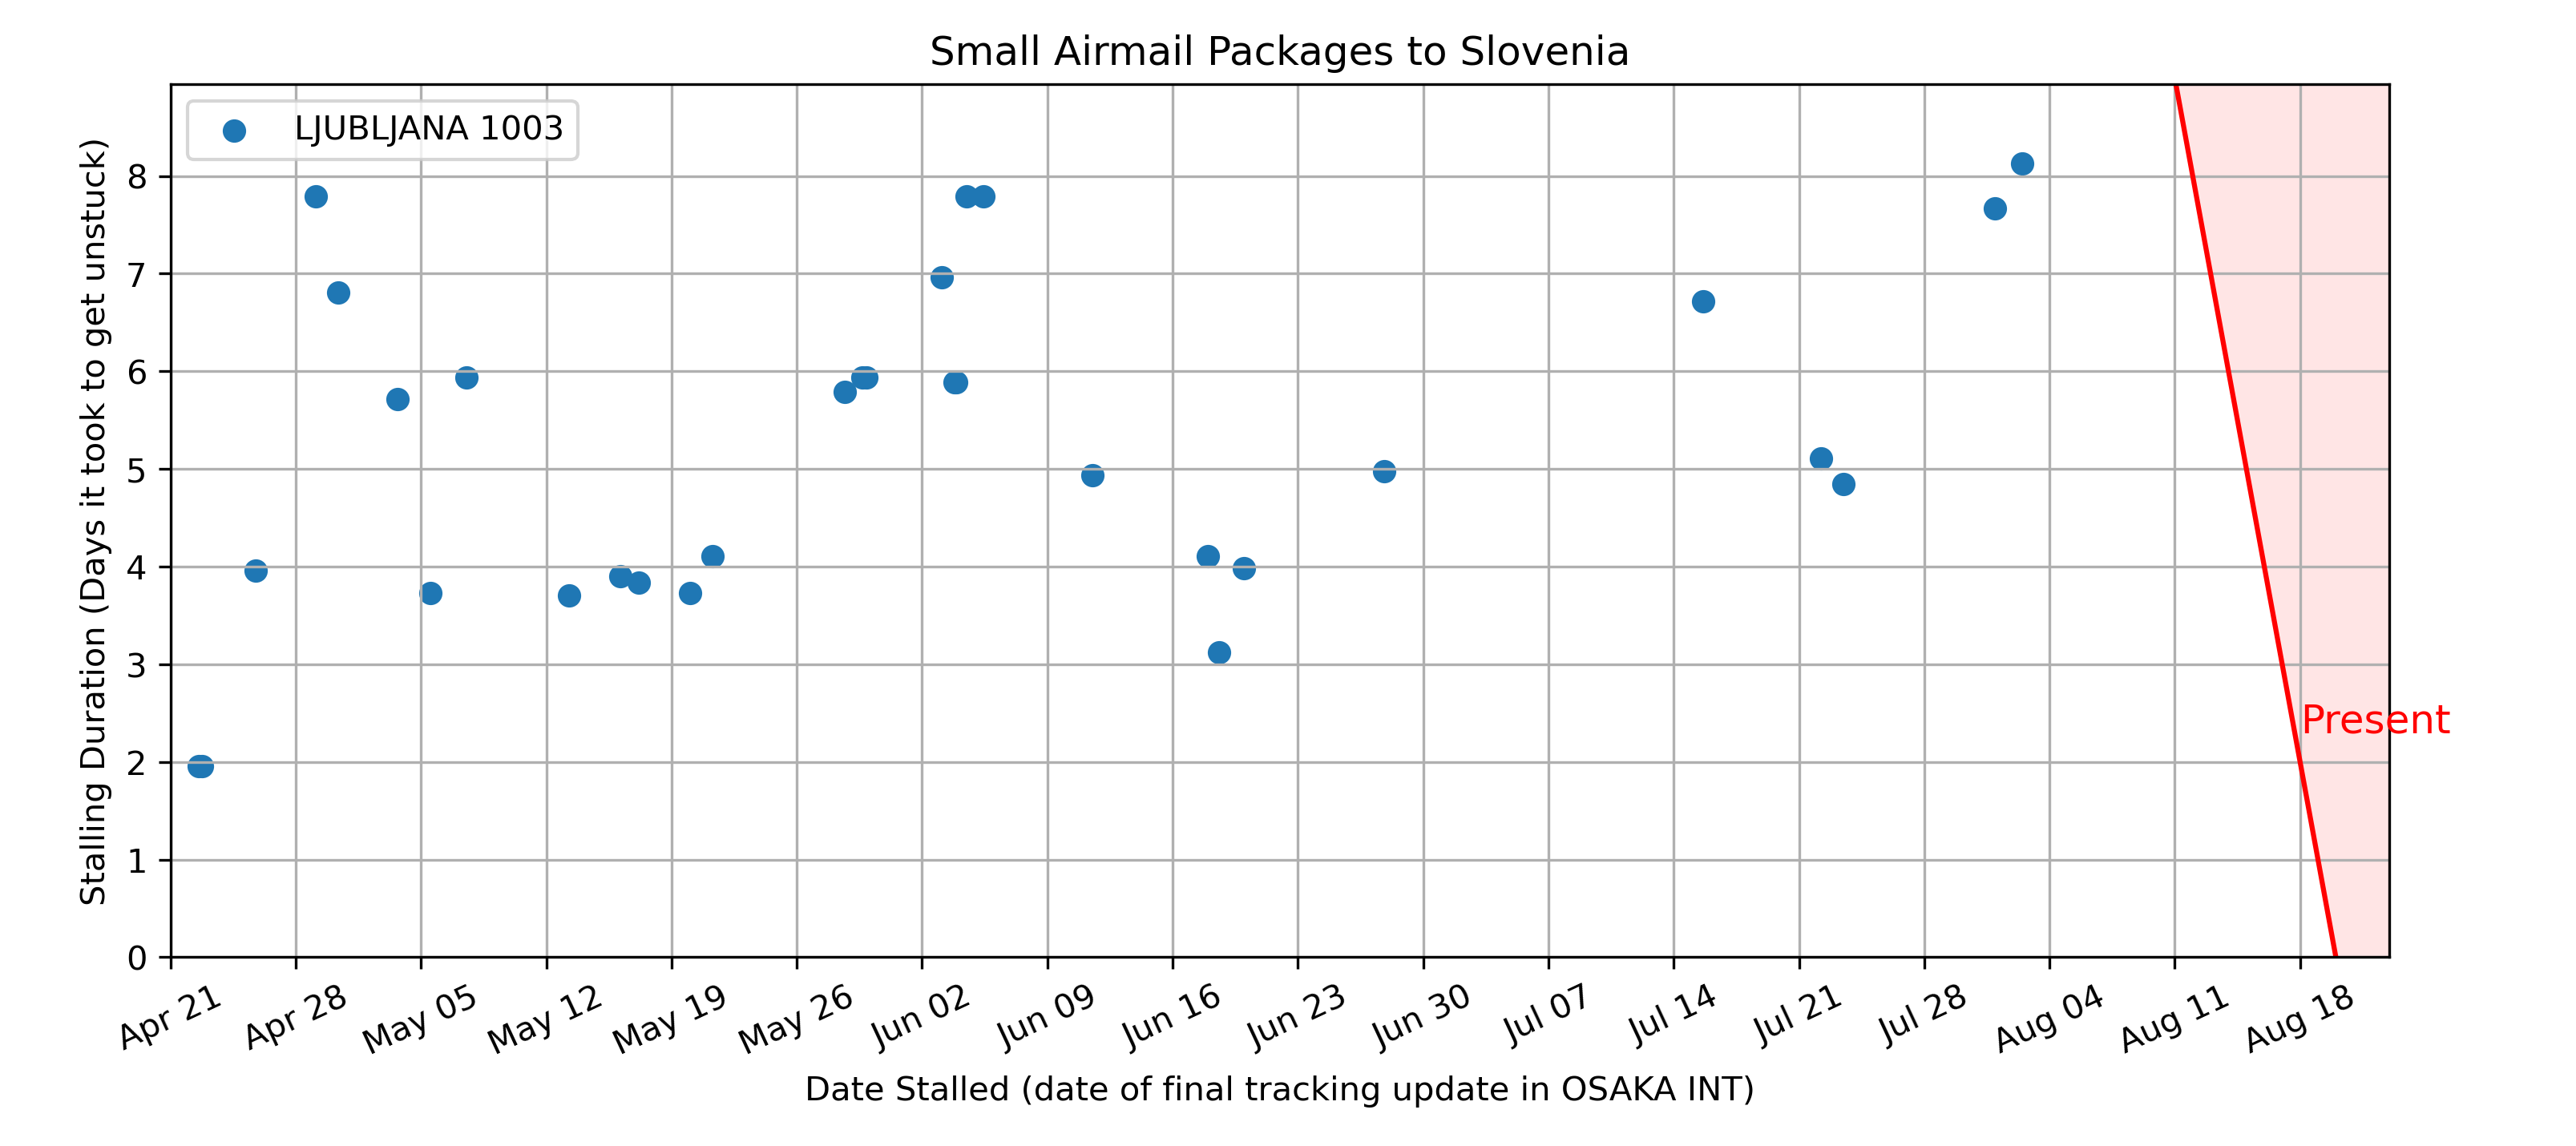 Small Airmail Packages to Slovenia
LJUBLJANA 1003
Stalling Duration (Days it took to get unstuck)
8
7
6
5
4
3
2
1
0
Present
Apr 21
Apr 28
May 05
May 12
May 19
May 26
Jun 02
Jun 09
Jun 16
Jun 23
Jun 30
Jul 07
Jul 14
Jul 21
Jul 28
Aug 04
Aug 11
Aug 18
Date Stalled (date of final tracking update in OSAKA INT)